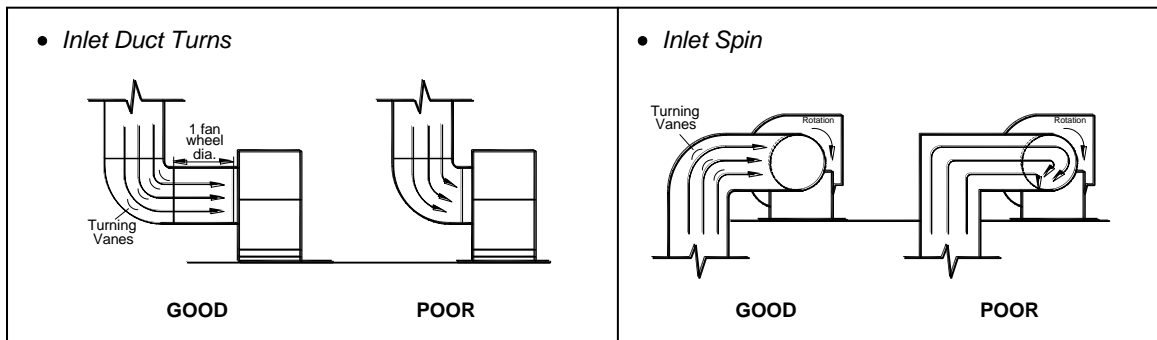 • Inlet Duct Turns
1 fan
wheel
dia.
Turning
Vanes
GOOD
POOR
• Inlet Spin
Turning
Vanes
Rotation
Rotation
GOOD
POOR